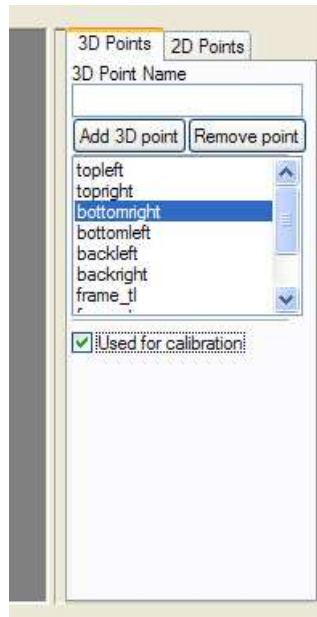 3D Points 2D Points
3D Point Name
Add 3D point Remove point
topleft
topright
bottomright
bottomleft
backleft
backright
frame_tl
Used for calibration